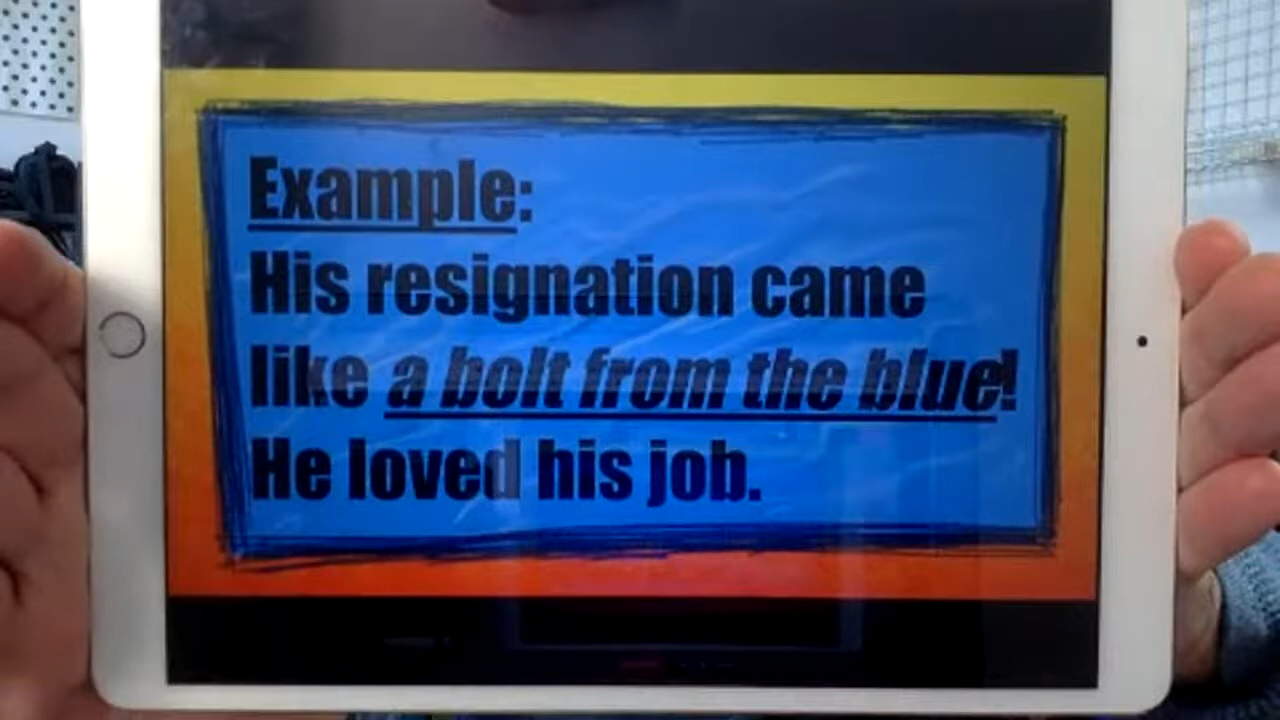 Example:
His resignation came
like a bolt from the blue!
He loved his job.